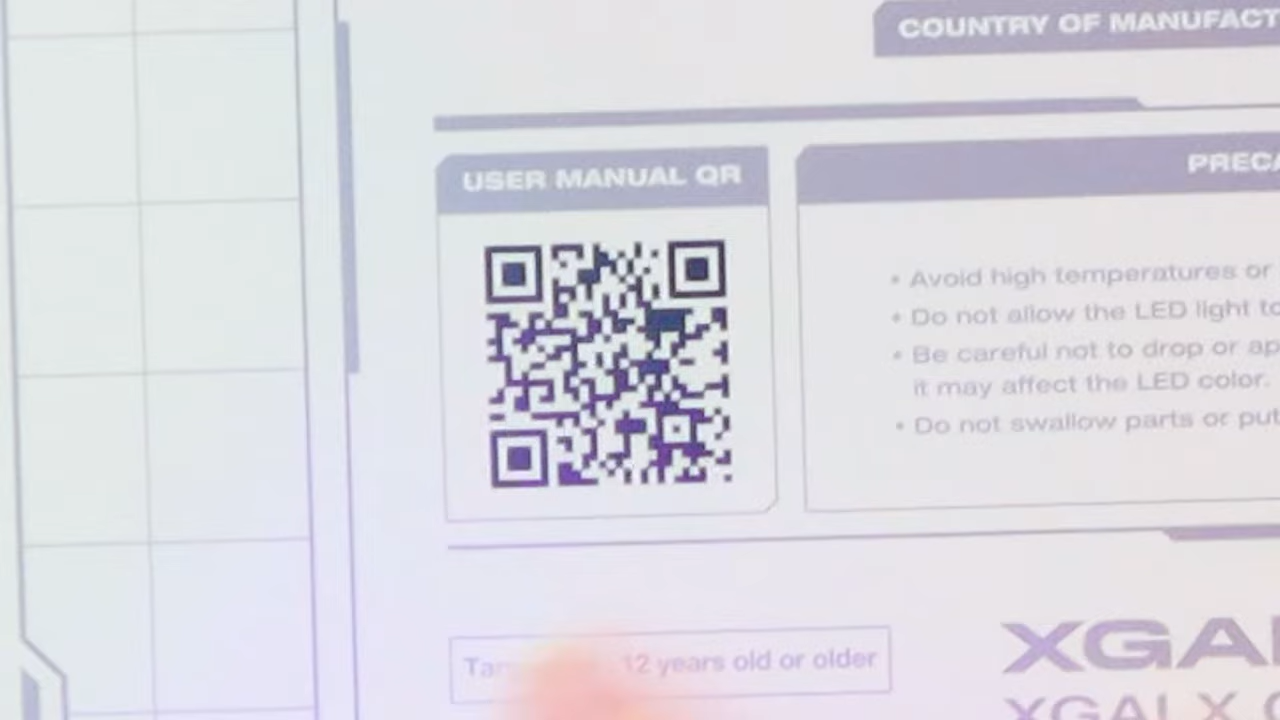 COUNTRY OF MANUFACT
USER MANUAL QR
PRECA
• Avoid high temperatures or
• Do not allow the LED light to
• Be careful not to drop or ap
it may affect the LED color.
• Do not swallow parts or put
12 years old or older
XGAL
XGALX